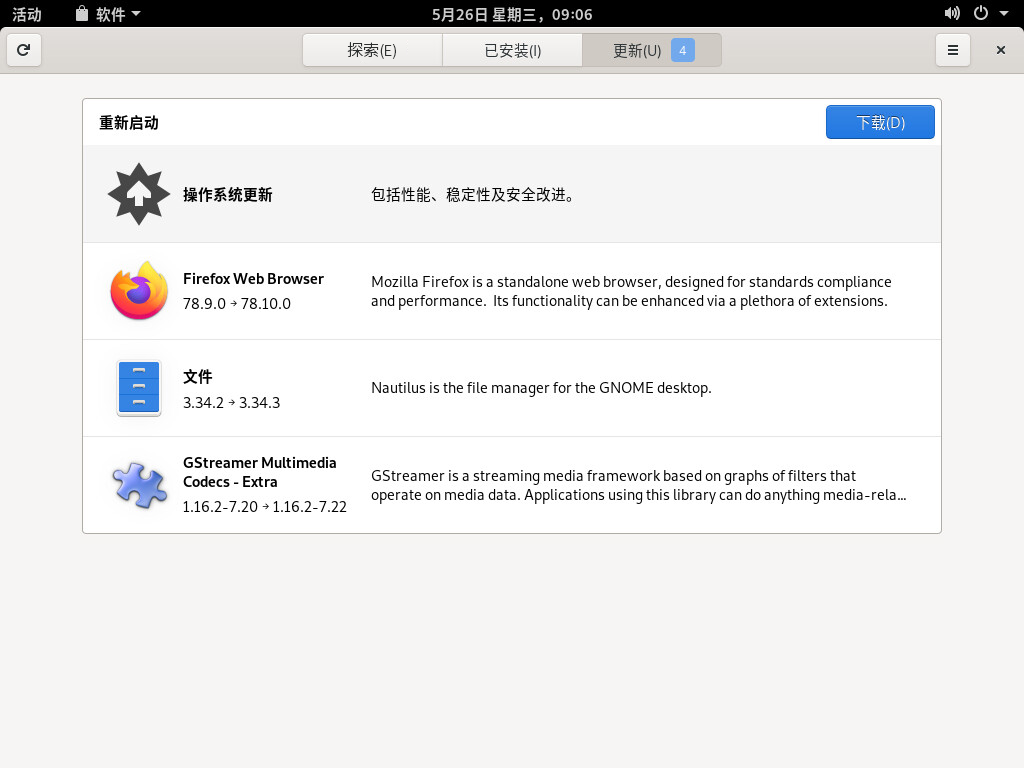 活动
软件
5月26日 星期三，09:06
探索(E)
已安装(I)
更新(U) 4
重新启动
下载(D)
操作系统更新
包括性能、稳定性及安全改进。
Firefox Web Browser
78.9.0 → 78.10.0
Mozilla Firefox is a standalone web browser, designed for standards compliance
and performance.  Its functionality can be enhanced via a plethora of extensions.
文件
3.34.2 → 3.34.3
Nautilus is the file manager for the GNOME desktop.
GStreamer Multimedia
Codecs - Extra
1.16.2-7.20 → 1.16.2-7.22
GStreamer is a streaming media framework based on graphs of filters that
operate on media data. Applications using this library can do anything media-rela...